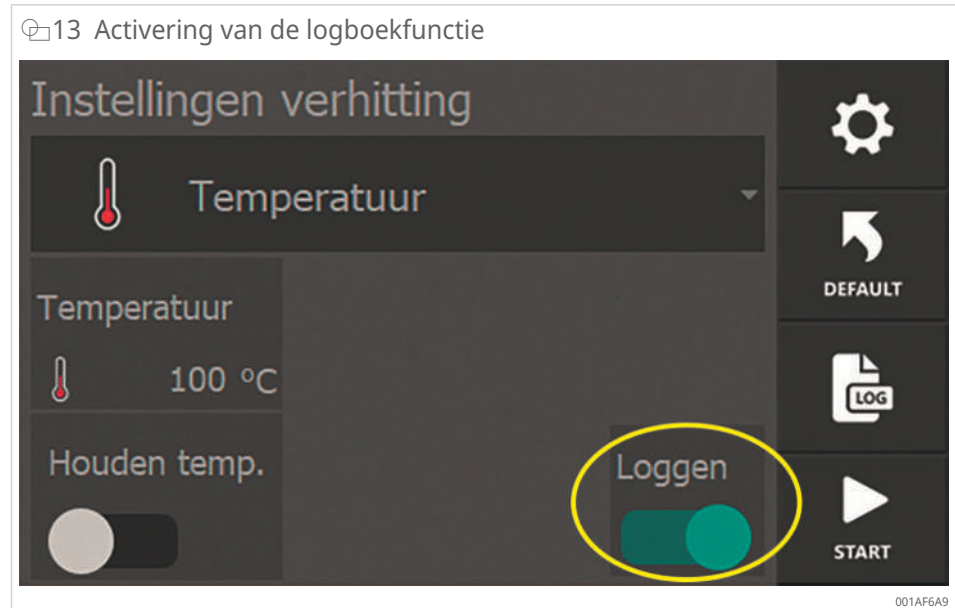 13 Activering van de logboekfunctie
Instellingen verhitting
Temperatuur
DEFAULT
Temperatuur
100 °C
LOG
Houden temp.
Loggen
START
001AF6A9